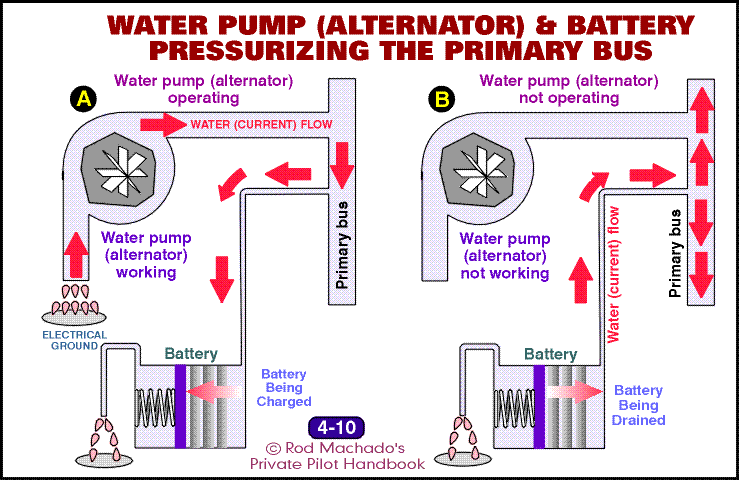 WATER PUMP (ALTERNATOR) & BATTERY
PRESSURIZING THE PRIMARY BUS
A
Water pump (alternator)
operating
WATER (CURRENT) FLOW
Primary bus
Water pump
(alternator)
working
ELECTRICAL
GROUND
Battery
Battery
Being
Charged
B
Water pump (alternator)
not operating
Water pump
(alternator)
not working
Water (current) flow
Primary bus
Battery
Battery
Being
Drained
4-10
© Rod Machado's
Private Pilot Handbook